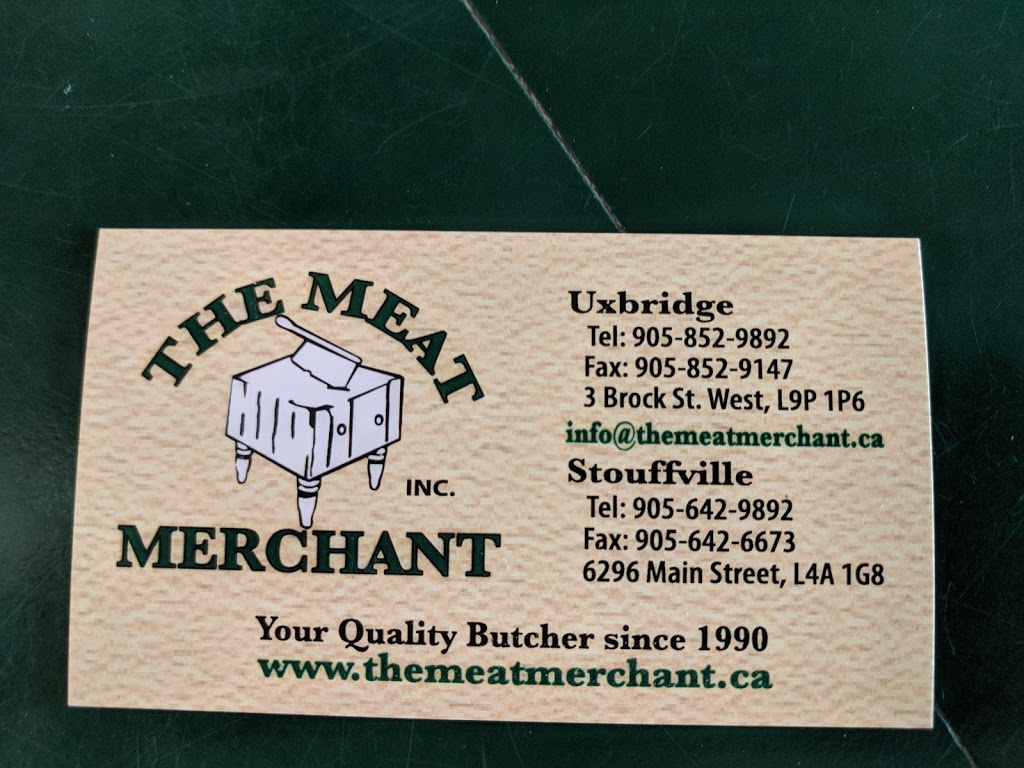 THE MEAT
INC.
MERCHANT
Uxbridge
Tel: 905-852-9892
Fax: 905-852-9147
3 Brock St. West, L9P 1P6
info@themeatmerchant.ca
Stouffville
Tel: 905-642-9892
Fax: 905-642-6673
6296 Main Street, L4A 1G8
Your Quality Butcher since 1990
www.themeatmerchant.ca